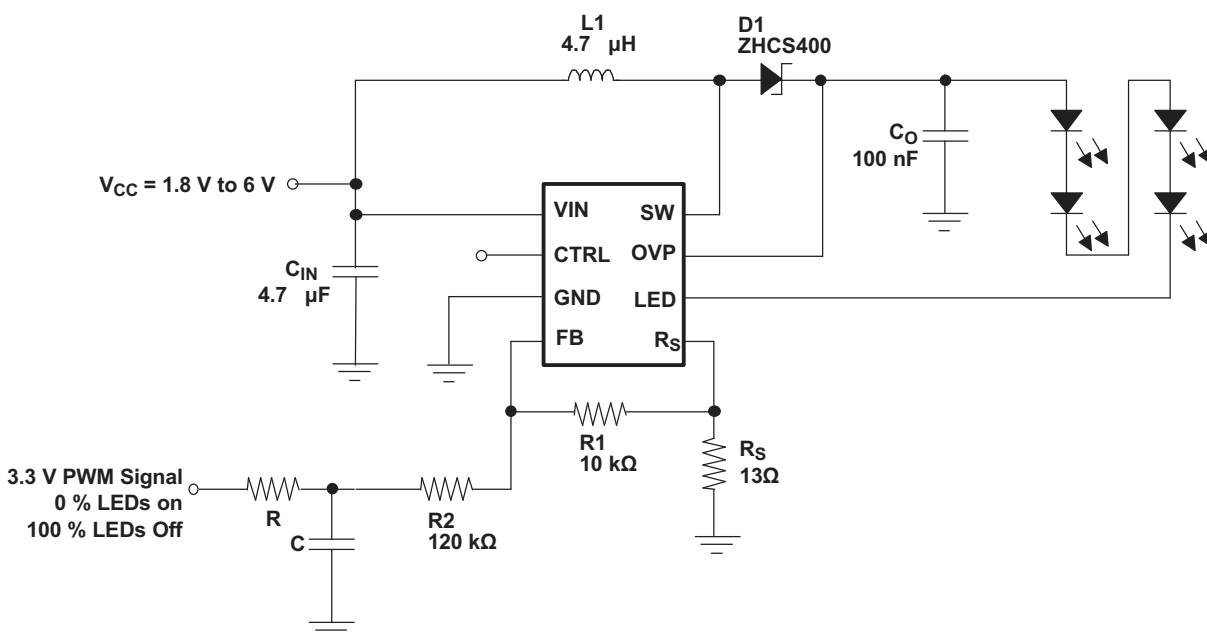 L1
4.7 µH
D1
ZHCS400
CO
100 nF
VCC = 1.8 V to 6 V
CIN
4.7 µF
VIN
CTRL
GND
FB
SW
OVP
LED
RS
R1
10 kΩ
RS
13Ω
3.3 V PWM Signal
0 % LEDs on
100 % LEDs Off
R
C
R2
120 kΩ